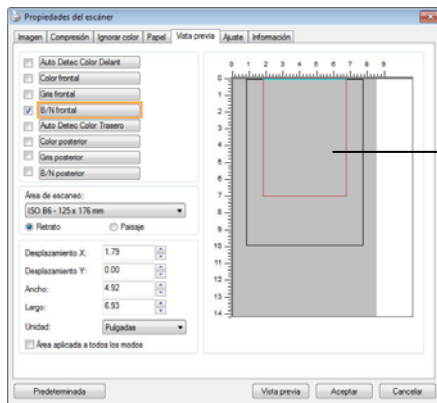 Propiedades del escáner
Imagen Compresión Ignorar color Papel Vista previa Ajuste Información
Auto Detec Color Delant
Color frontal
Gris frontal
B/N frontal
Auto Detec Color Trasero
Color posterior
Gris posterior
B/N posterior
Área de escaneo:
ISO B6 - 125 x 176 mm
Retrato Paisaje
Desplazamiento X: 1.79
Desplazamiento Y: 0.00
Ancho: 4.92
Largo: 6.93
Unidad: Pulgadas
Área aplicada a todos los modos
0 1 2 3 4 5 6 7 8 9
0
1
2
3
4
5
6
7
8
9
10
11
12
13
14
Predeterminada Vista previa Aceptar Cancelar